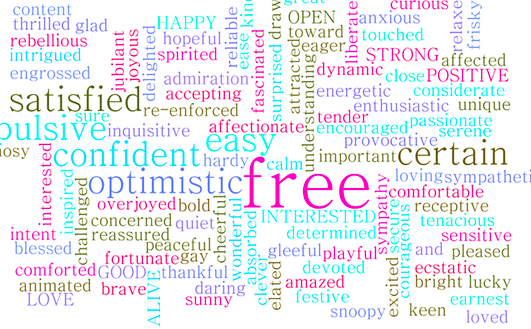 content
thrilled glad
HAPPY
hopeful
great
OPEN
anxious
curious
rebellious
spirited
toward
touched
intrigued
eager
STRONG
affected
engrossed
admiration
dynamic
close POSITIVE
satisfied
accepting
energetic
considerate
re-enforced
enthusiastic
unique
sure
tender
passionate
pulsive
inquisitive
affectionate
encouraged
serene
easy
provocative
confident
hardy
calm
important
certain
optimistic
free
loving
sympatheti
comfortable
overjoyed
bold
INTERESTED
receptive
concerned
quiet
tenacious
intent
reassured
determined
sensitive
blessed
peaceful
gleeful
playful
and
pleased
fortunate
gay
comforted
GOOD
thankful
devoted
ecstatic
animated
brave
daring
amazed
bright
lucky
LOVE
sunny
festive
earnest
snoopy
keen
jubilant
joyous
delighted
reliable
ease
kind
fascinated
surprised
draw
attracted
understanding
liberate
relaxe
frisky
interested
inspired
challenged
cheerful
wonderful
absorbed
clever
elated
ALIVE
sympathy
secure
courageous
excited
iosy